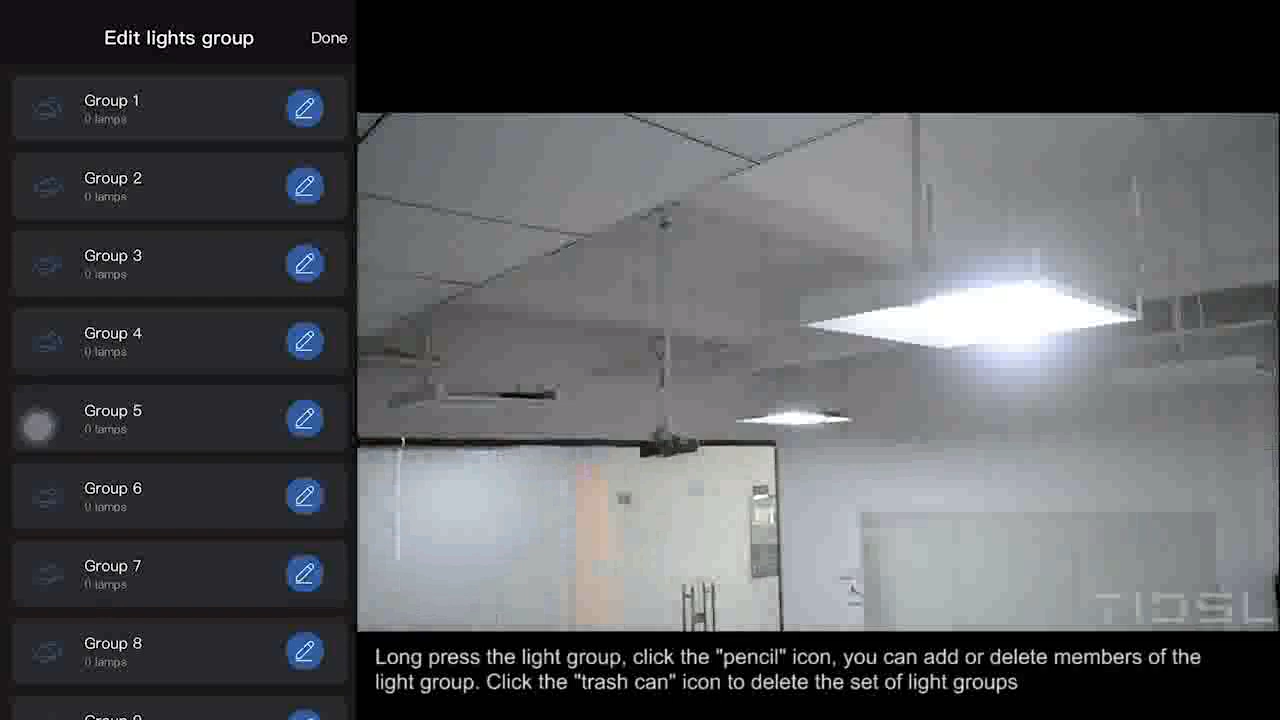 Edit lights group
Done
Group 1
0 lamps
Group 2
0 lamps
Group 3
0 lamps
Group 4
0 lamps
Group 5
0 lamps
Group 6
0 lamps
Group 7
0 lamps
Group 8
0 lamps
Group 9
TIDSL
Long press the light group, click the "pencil" icon, you can add or delete members of the
light group. Click the "trash can" icon to delete the set of light groups